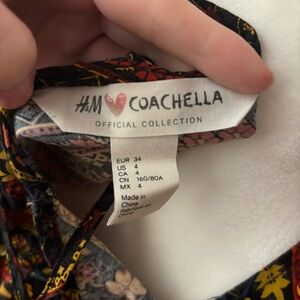 H&M COACHELLA
OFFICIAL COLLECTION
EUR 34
US 4
CA 4
CN 160/80A
MX 4
Made in
China